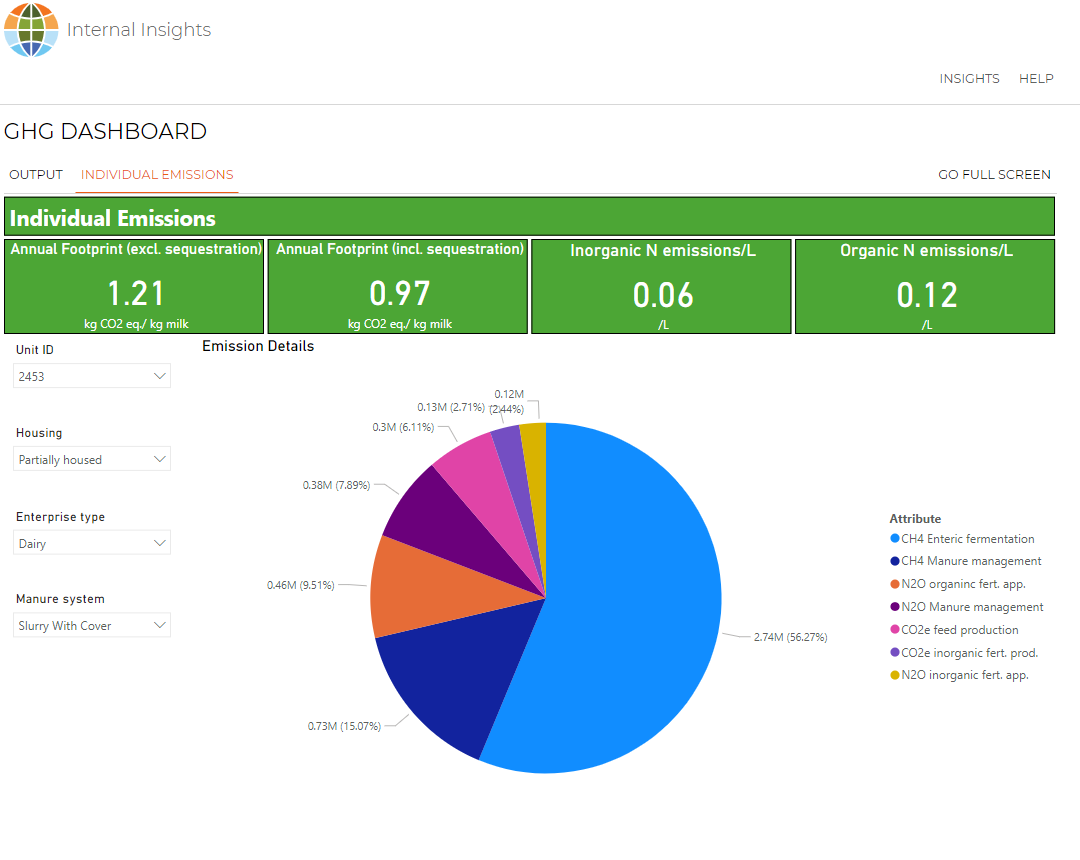 Internal Insights
INSIGHTS HELP
GHG DASHBOARD
OUTPUT INDIVIDUAL EMISSIONS GO FULL SCREEN
Individual Emissions
Annual Footprint (excl. sequestration)
1.21
kg CO2 eq./ kg milk
Annual Footprint (incl. sequestration)
0.97
kg CO2 eq./ kg milk
Inorganic N emissions/L
0.06
/L
Organic N emissions/L
0.12
/L
Unit ID
2453
Housing
Partially housed
Enterprise type
Dairy
Manure system
Slurry With Cover
Emission Details
0.12M
(2.44%)
0.13M (2.71%)
0.3M (6.11%)
0.38M (7.89%)
0.46M (9.51%)
0.73M (15.07%)
2.74M (56.27%)
Attribute
CH4 Enteric fermentation
CH4 Manure management
N2O organinc fert. app.
N2O Manure management
CO2e feed production
CO2e inorganic fert. prod.
N2O inorganic fert. app.